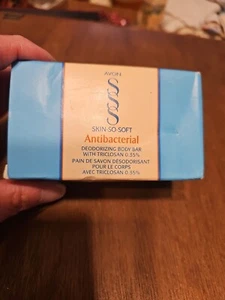 AVON
SKIN·SO·SOFT
Antibacterial
DEODORIZING BODY BAR
WITH TRICLOSAN 0.35%
PAIN DE SAVON DÉSODORISANT
POUR LE CORPS
AVEC TRICLOSAN 0.35%